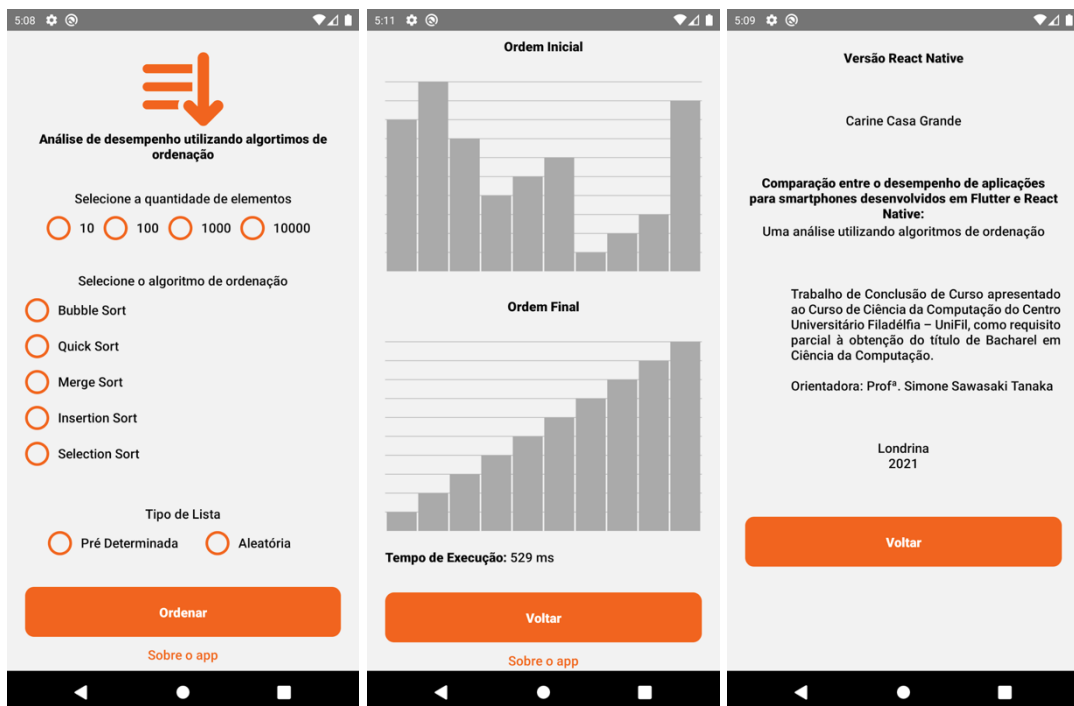 5:08
Análise de desempenho utilizando algortimos de
ordenação
Selecione a quantidade de elementos
10 100 1000 10000
Selecione o algoritmo de ordenação
Bubble Sort
Quick Sort
Merge Sort
Insertion Sort
Selection Sort
Tipo de Lista
Pré Determinada Aleatória
Ordenar
Sobre o app
5:11
Ordem Inicial
Ordem Final
Tempo de Execução: 529 ms
Voltar
Sobre o app
5:09
Versão React Native
Carine Casa Grande
Comparação entre o desempenho de aplicações
para smartphones desenvolvidos em Flutter e React
Native:
Uma análise utilizando algoritmos de ordenação
Trabalho de Conclusão de Curso apresentado
ao Curso de Ciência da Computação do Centro
Universitário Filadélfia – UniFil, como requisito
parcial à obtenção do título de Bacharel em
Ciência da Computação.
Orientadora: Profª. Simone Sawasaki Tanaka
Londrina
2021
Voltar